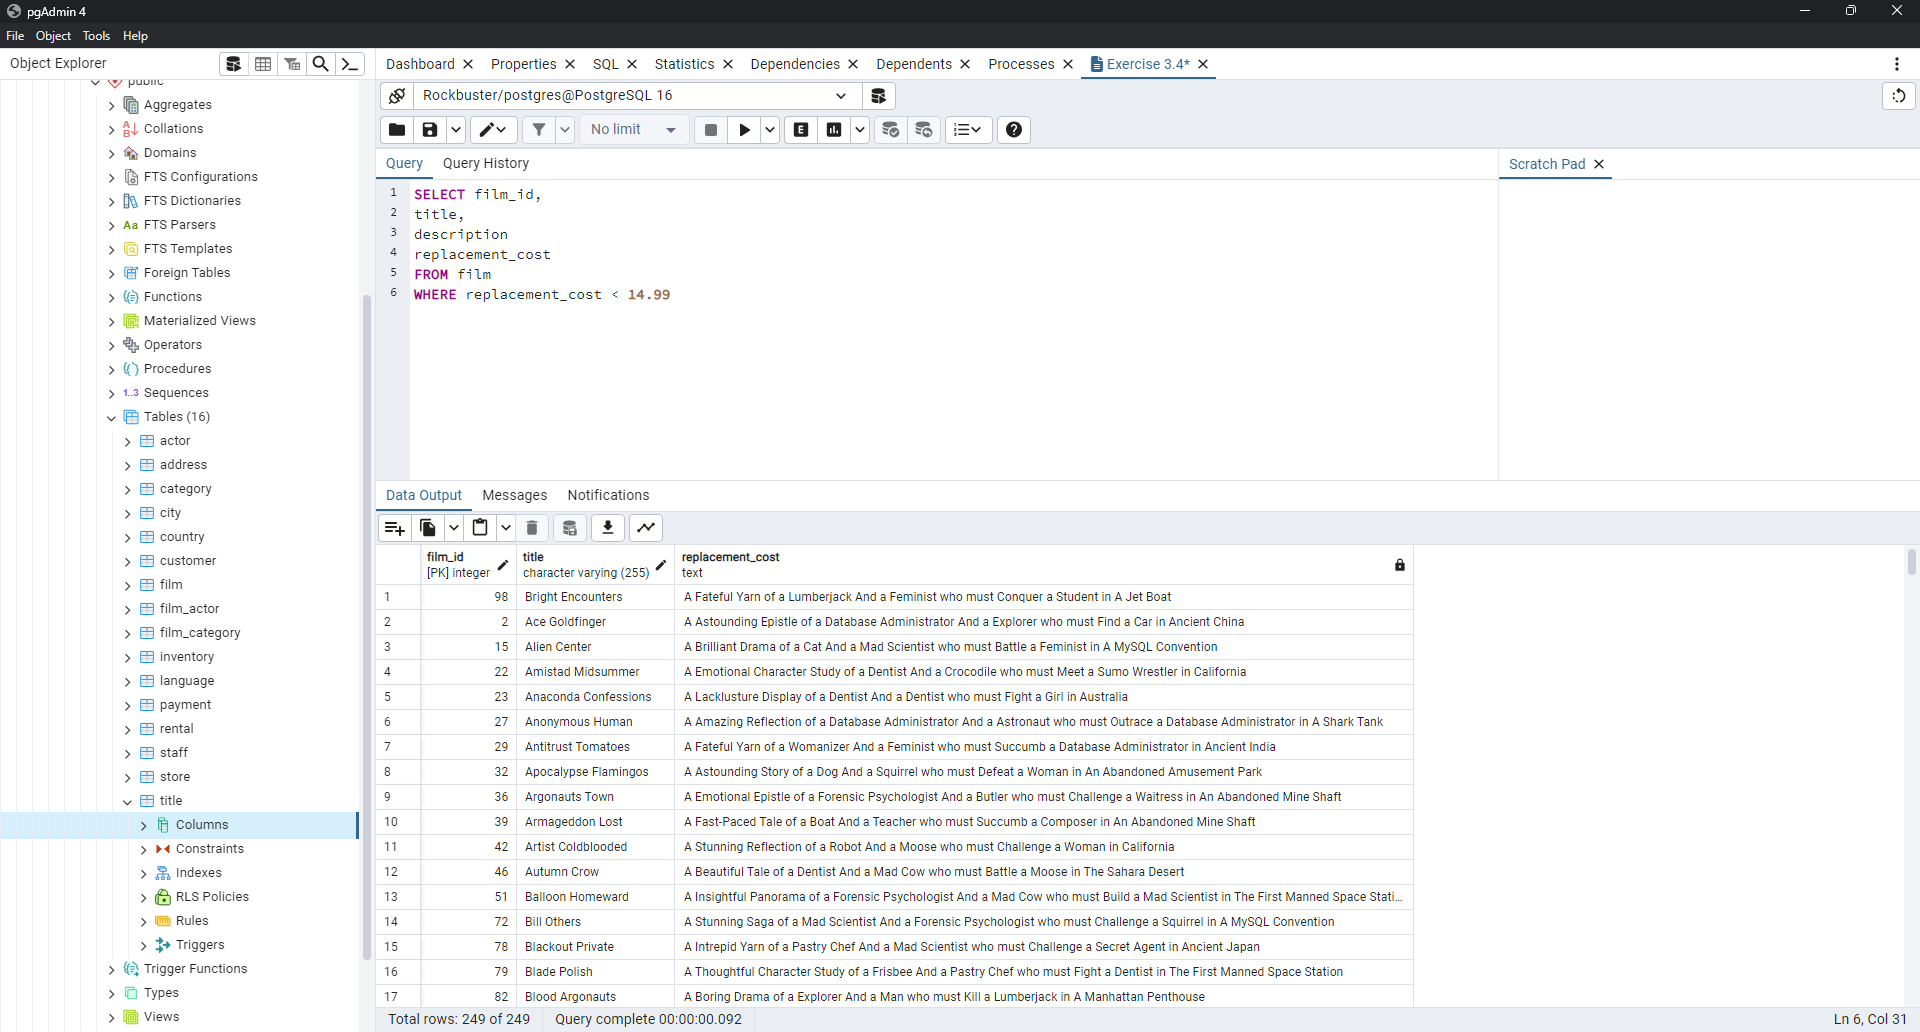 pgAdmin 4
File Object Tools Help
Object Explorer
public
Aggregates
Collations
Domains
FTS Configurations
FTS Dictionaries
Aa FTS Parsers
FTS Templates
Foreign Tables
Functions
Materialized Views
Operators
Procedures
1..3 Sequences
Tables (16)
actor
address
category
city
country
customer
film
film_actor
film_category
inventory
language
payment
rental
staff
store
title
Columns
Constraints
Indexes
RLS Policies
Rules
Triggers
Trigger Functions
Types
Views
Dashboard Properties SQL Statistics Dependencies Dependents Processes Exercise 3.4*
Rockbuster/postgres@PostgreSQL 16
No limit E
Query Query History
Scratch Pad
1 SELECT film_id,
2 title,
3 description
4 replacement_cost
5 FROM film
6 WHERE replacement_cost < 14.99
Data Output Messages Notifications
film_id title replacement_cost
[PK] integer character varying (255) text
1 98 Bright Encounters A Fateful Yarn of a Lumberjack And a Feminist who must Conquer a Student in A Jet Boat
2 2 Ace Goldfinger A Astounding Epistle of a Database Administrator And a Explorer who must Find a Car in Ancient China
3 15 Alien Center A Brilliant Drama of a Cat And a Mad Scientist who must Battle a Feminist in A MySQL Convention
4 22 Amistad Midsummer A Emotional Character Study of a Dentist And a Crocodile who must Meet a Sumo Wrestler in California
5 23 Anaconda Confessions A Lacklusture Display of a Dentist And a Dentist who must Fight a Girl in Australia
6 27 Anonymous Human A Amazing Reflection of a Database Administrator And a Astronaut who must Outrace a Database Administrator in A Shark Tank
7 29 Antitrust Tomatoes A Fateful Yarn of a Womanizer And a Feminist who must Succumb a Database Administrator in Ancient India
8 32 Apocalypse Flamingos A Astounding Story of a Dog And a Squirrel who must Defeat a Woman in An Abandoned Amusement Park
9 36 Argonauts Town A Emotional Epistle of a Forensic Psychologist And a Butler who must Challenge a Waitress in An Abandoned Mine Shaft
10 39 Armageddon Lost A Fast-Paced Tale of a Boat And a Teacher who must Succumb a Composer in An Abandoned Mine Shaft
11 42 Artist Coldblooded A Stunning Reflection of a Robot And a Moose who must Challenge a Woman in California
12 46 Autumn Crow A Beautiful Tale of a Dentist And a Mad Cow who must Battle a Moose in The Sahara Desert
13 51 Balloon Homeward A Insightful Panorama of a Forensic Psychologist And a Mad Cow who must Build a Mad Scientist in The First Manned Space Stati...
14 72 Bill Others A Stunning Saga of a Mad Scientist And a Forensic Psychologist who must Challenge a Squirrel in A MySQL Convention
15 78 Blackout Private A Intrepid Yarn of a Pastry Chef And a Mad Scientist who must Challenge a Secret Agent in Ancient Japan
16 79 Blade Polish A Thoughtful Character Study of a Frisbee And a Pastry Chef who must Fight a Dentist in The First Manned Space Station
17 82 Blood Argonauts A Boring Drama of a Explorer And a Man who must Kill a Lumberjack in A Manhattan Penthouse
Total rows: 249 of 249 Query complete 00:00:00.092 Ln 6, Col 31